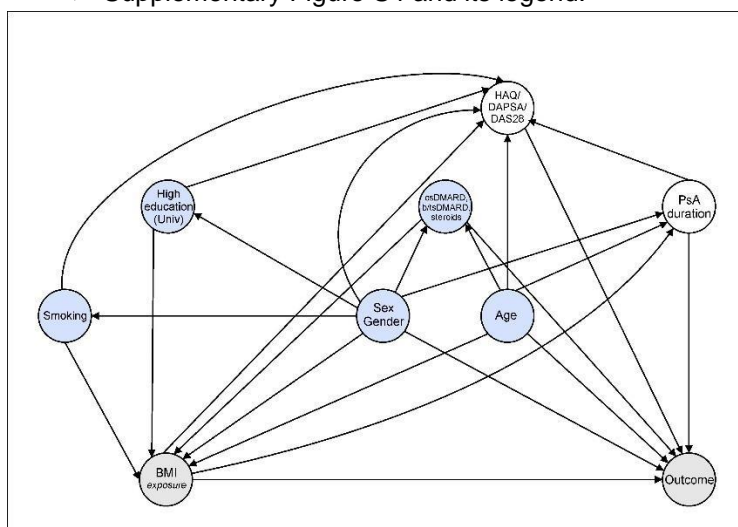 Supplementary Figure S4 and its legend.
HAQ/
DAPSA/
DAS28
High
education
(Univ)
csDMARD,
b/tsDMARD,
steroids
PsA
duration
Smoking
Sex
Gender
Age
BMI
exposure
Outcome